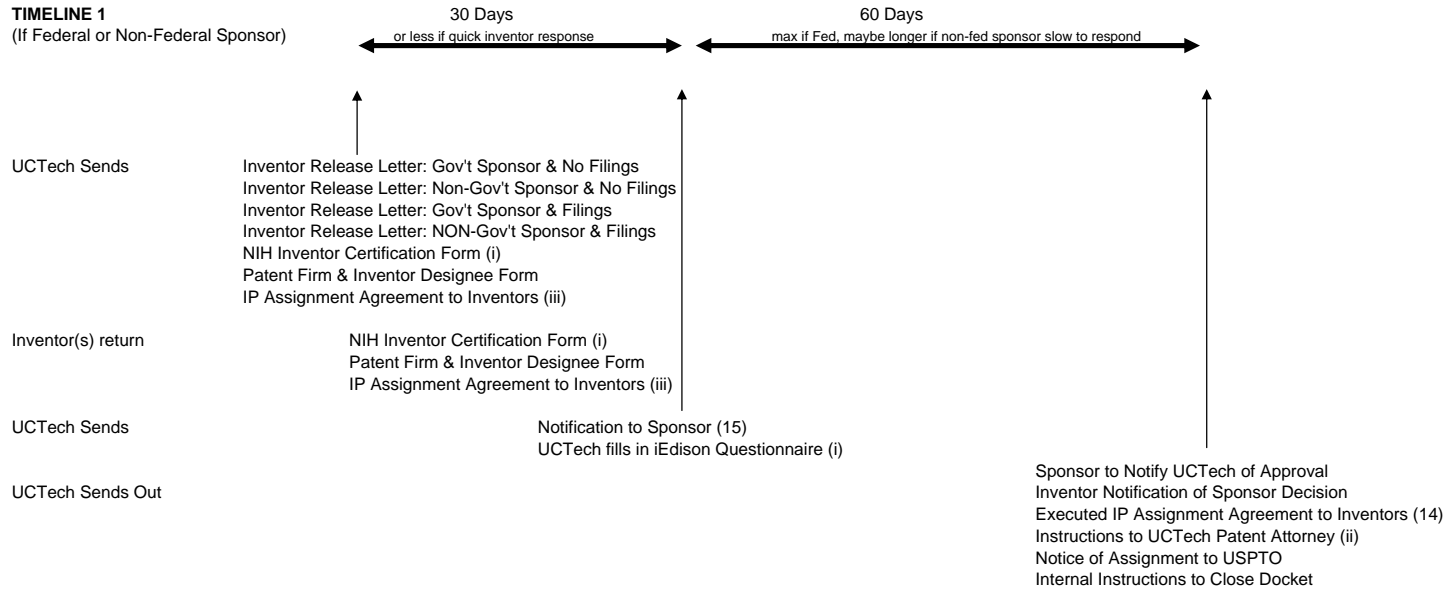 TIMELINE 1
30 Days
60 Days
(If Federal or Non-Federal Sponsor)
or less if quick inventor response
max if Fed, maybe longer if non-fed sponsor slow to respond
UCTech Sends
Inventor Release Letter: Gov't Sponsor & No Filings
Inventor Release Letter: Non-Gov't Sponsor & No Filings
Inventor Release Letter: Gov't Sponsor & Filings
Inventor Release Letter: NON-Gov't Sponsor & Filings
NIH Inventor Certification Form (i)
Patent Firm & Inventor Designee Form
IP Assignment Agreement to Inventors (iii)
Inventor(s) return
NIH Inventor Certification Form (i)
Patent Firm & Inventor Designee Form
IP Assignment Agreement to Inventors (iii)
UCTech Sends
Notification to Sponsor (15)
UCTech fills in iEdison Questionnaire (i)
Sponsor to Notify UCTech of Approval
UCTech Sends Out
Inventor Notification of Sponsor Decision
Executed IP Assignment Agreement to Inventors (14)
Instructions to UCTech Patent Attorney (ii)
Notice of Assignment to USPTO
Internal Instructions to Close Docket